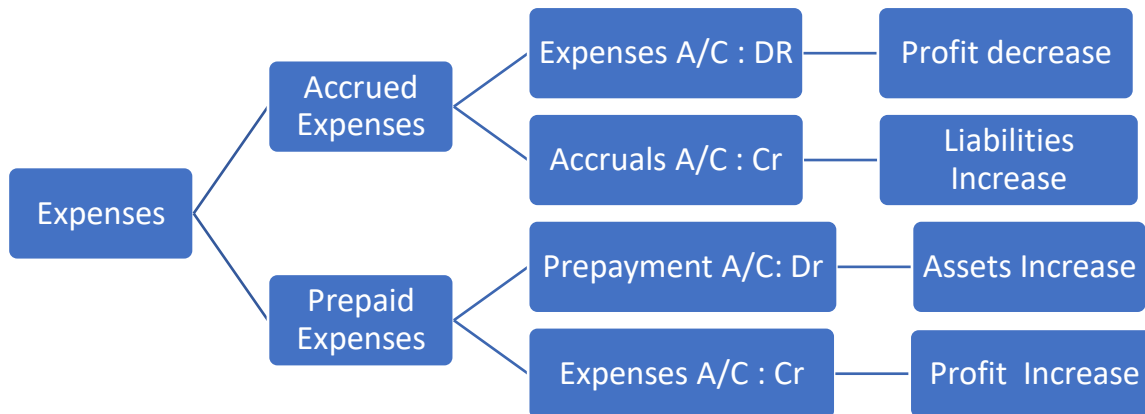 Expenses
Accrued
Expenses
Expenses A/C : DR
Profit decrease
Accruals A/C : Cr
Liabilities
Increase
Prepaid
Expenses
Prepayment A/C: Dr
Assets Increase
Expenses A/C : Cr
Profit  Increase